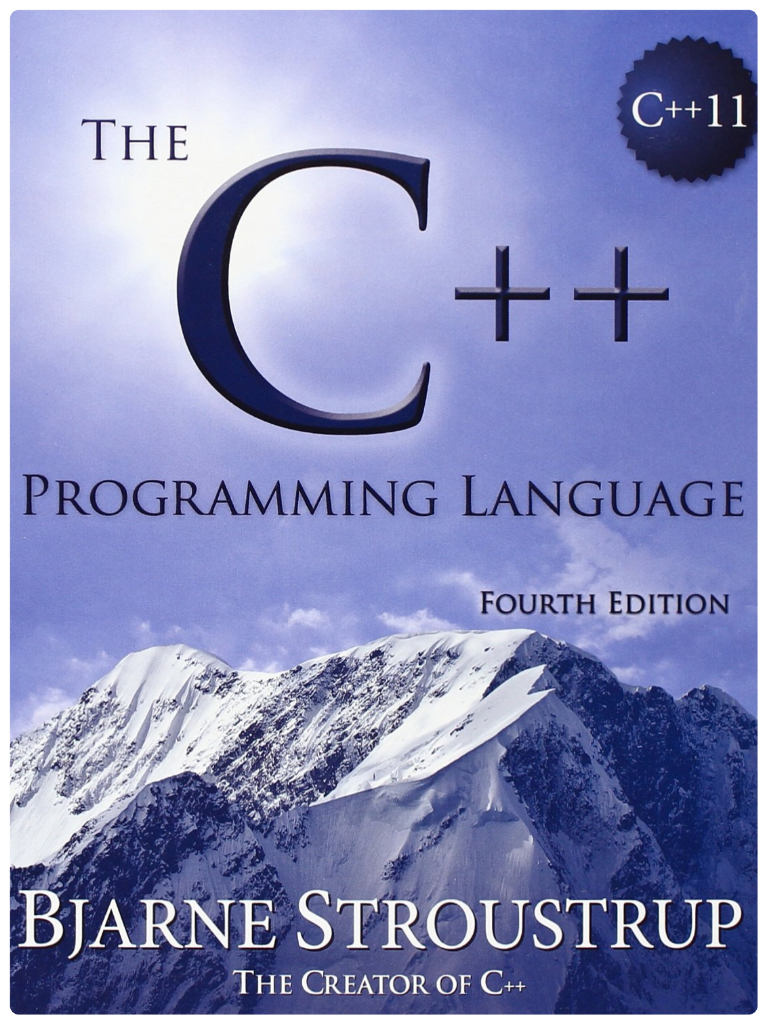 C++11
THE
C++
PROGRAMMING LANGUAGE
FOURTH EDITION
BJARNE STROUSTRUP
THE CREATOR OF C++